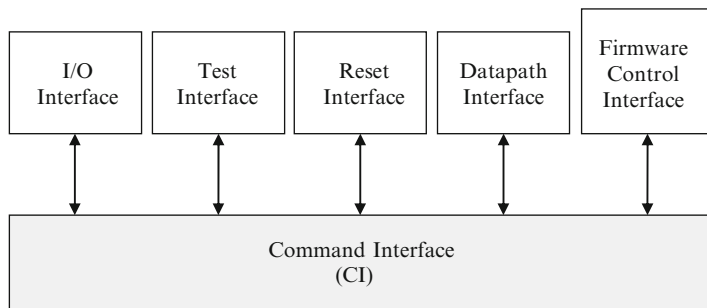 I/O
Interface
Test
Interface
Reset
Interface
Datapath
Interface
Firmware
Control
Interface
Command Interface
(CI)